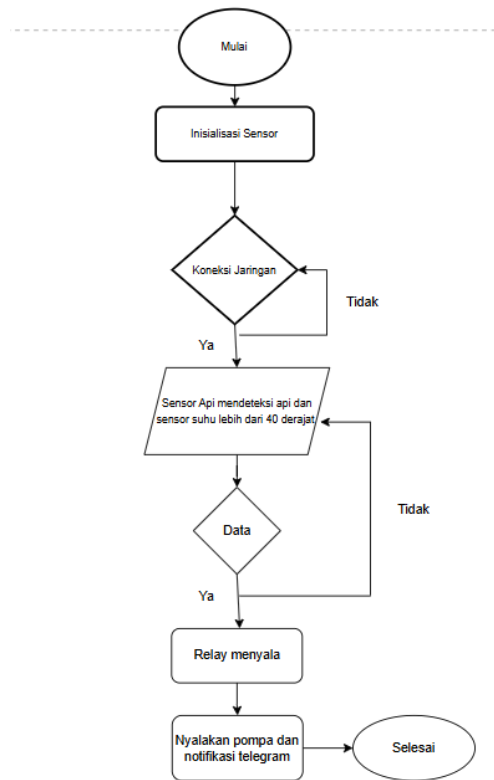 Mulai
Inisialisasi Sensor
Koneksi Jaringan
Tidak
Ya
Sensor Api mendeteksi api dan
sensor suhu lebih dari 40 derajat
Data
Tidak
Ya
Relay menyala
Nyalakan pompa dan
notifikasi telegram
Selesai